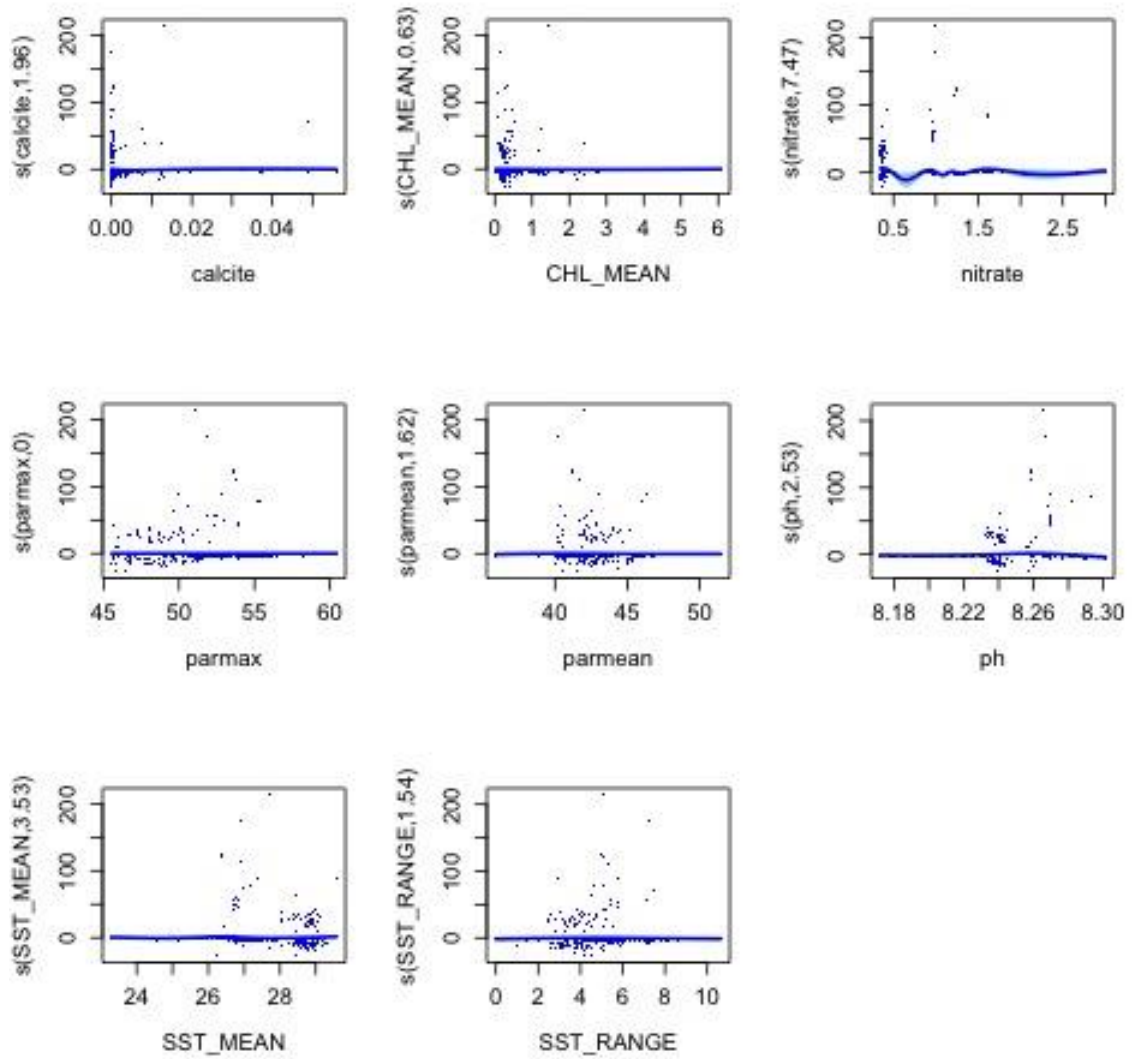 s(calcite,1.96)
0 100 200
0.00 0.02 0.04
calcite
s(CHL_MEAN,0.63)
0 100 200
0 1 2 3 4 5 6
CHL_MEAN
s(nitrate,7.47)
0 100 200
0.5 1.5 2.5
nitrate
s(parmax,0)
0 100 200
45 50 55 60
parmax
s(parmean,1.62)
0 100 200
40 45 50
parmean
s(ph,2.53)
0 100 200
8.18 8.22 8.26 8.30
ph
s(SST_MEAN,3.53)
0 100 200
24 26 28
SST_MEAN
s(SST_RANGE,1.54)
0 100 200
0 2 4 6 8 10
SST_RANGE